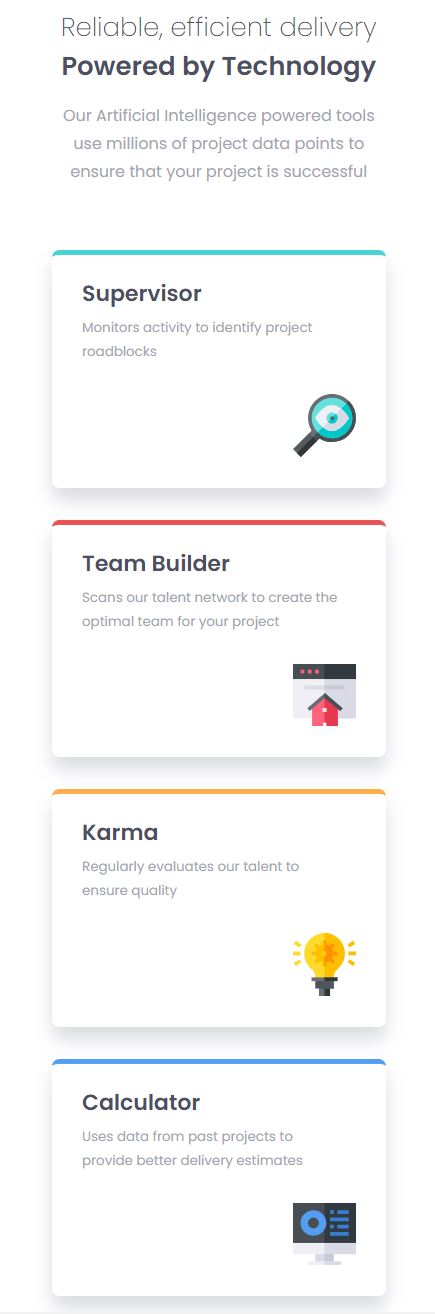 Reliable, efficient delivery
Powered by Technology
Our Artificial Intelligence powered tools
use millions of project data points to
ensure that your project is successful
Supervisor
Monitors activity to identify project
roadblocks
Team Builder
Scans our talent network to create the
optimal team for your project
Karma
Regularly evaluates our talent to
ensure quality
Calculator
Uses data from past projects to
provide better delivery estimates